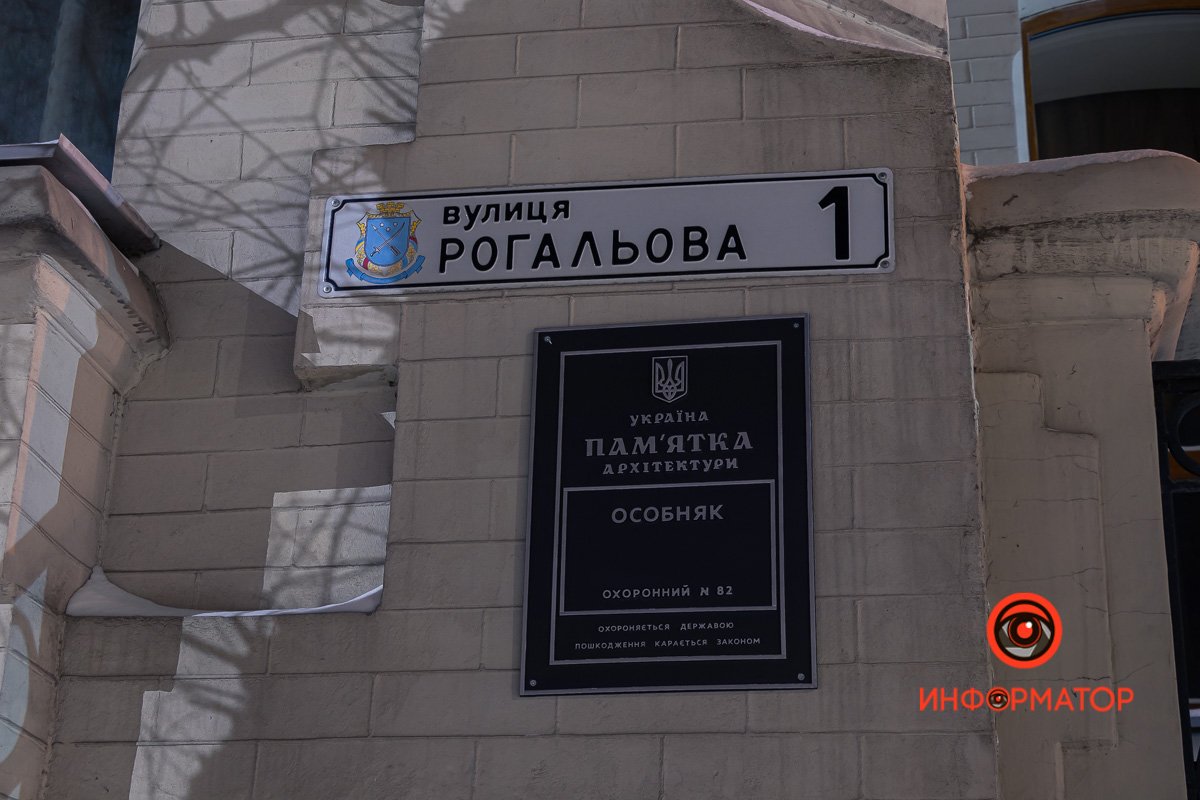 вулиця
РОГАЛЬОВА 1
УКРАЇНА
ПАМ'ЯТКА
АРХІТЕКТУРИ
ОСОБНЯК
ОХОРОННИЙ N 82
ОХОРОНЯЄТЬСЯ ДЕРЖАВОЮ
ПОШКОДЖЕННЯ КАРАЄТЬСЯ ЗАКОНОМ
ИНФОРМАТОР